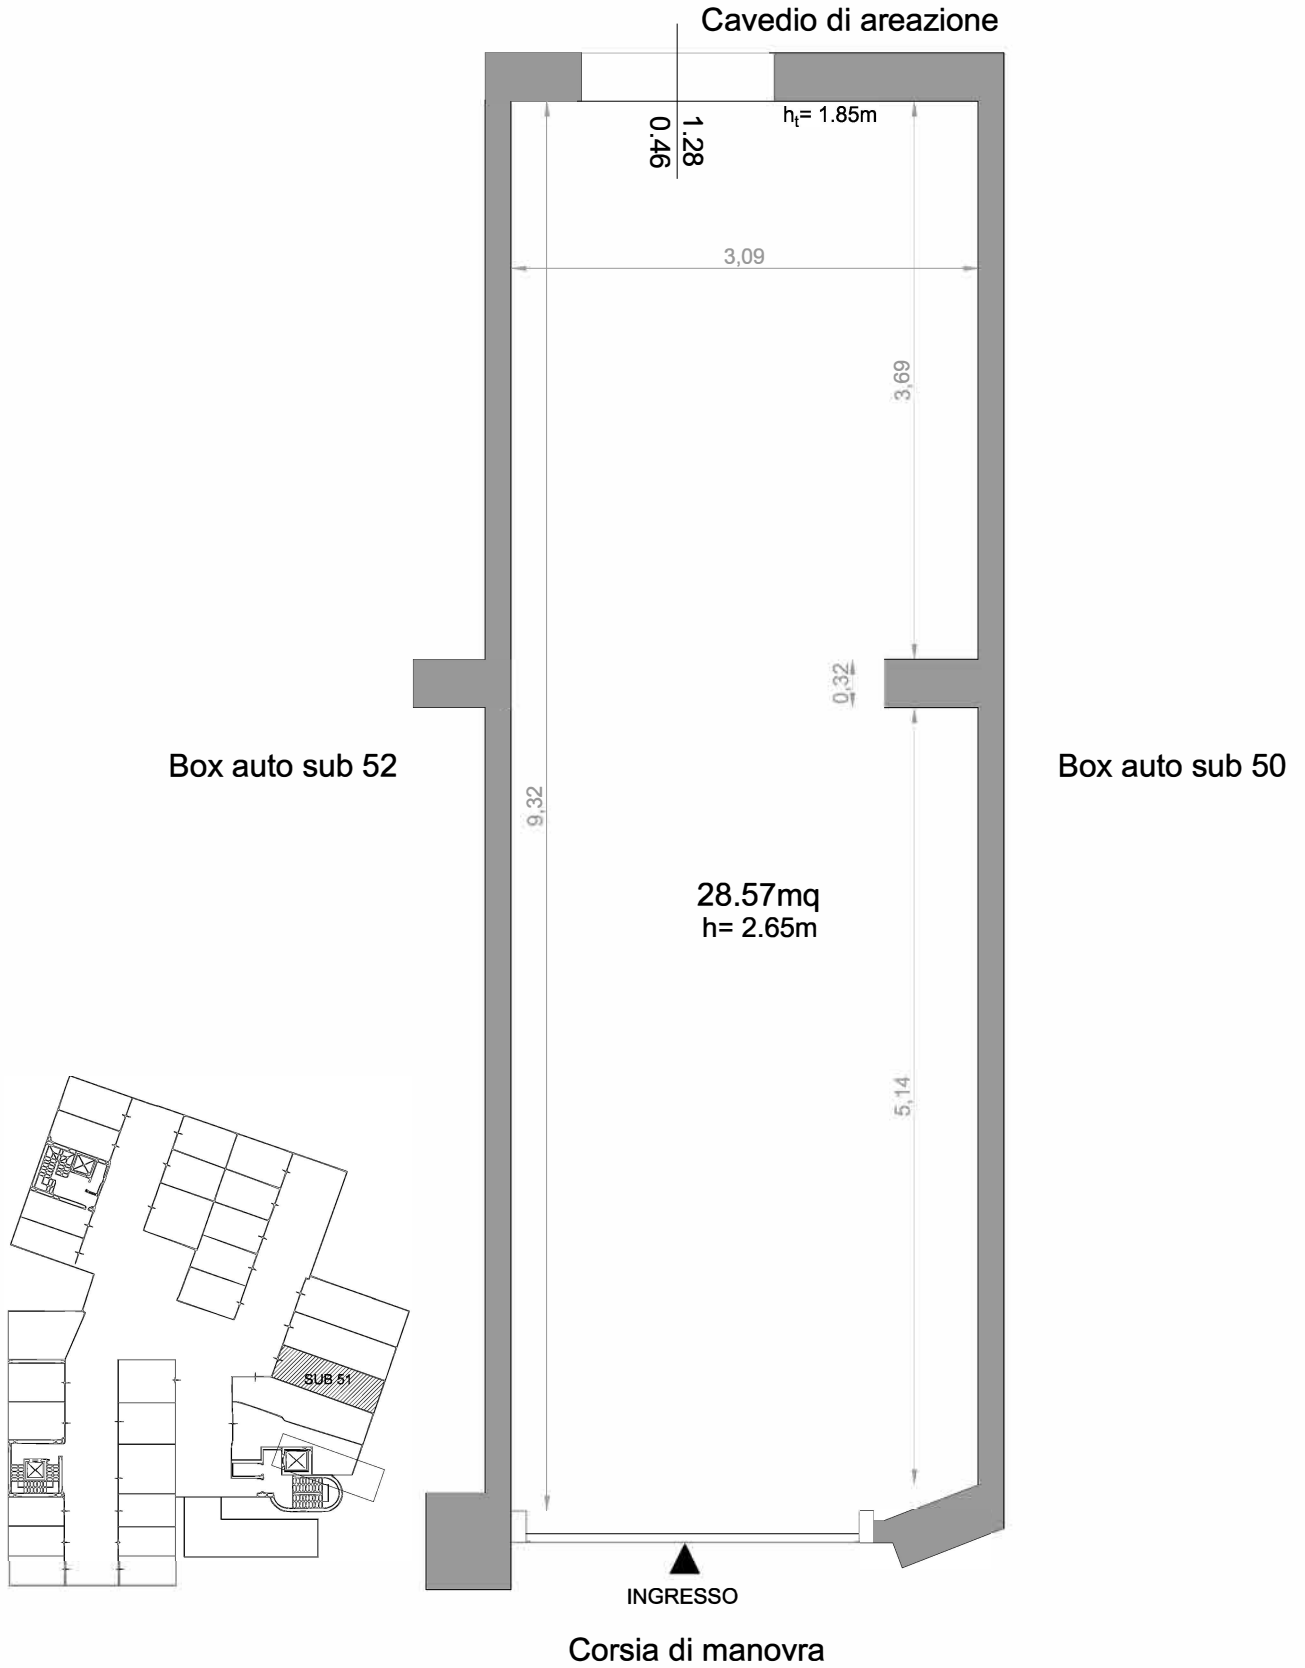 Cavedio di areazione
1.28
0.46
ht= 1.85m
3,09
3,69
0,32
Box auto sub 52
Box auto sub 50
9,32
28.57mq
h= 2.65m
5,14
SUB 51
INGRESSO
Corsia di manovra